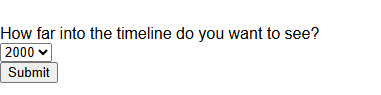 How far into the timeline do you want to see?
2000
Submit